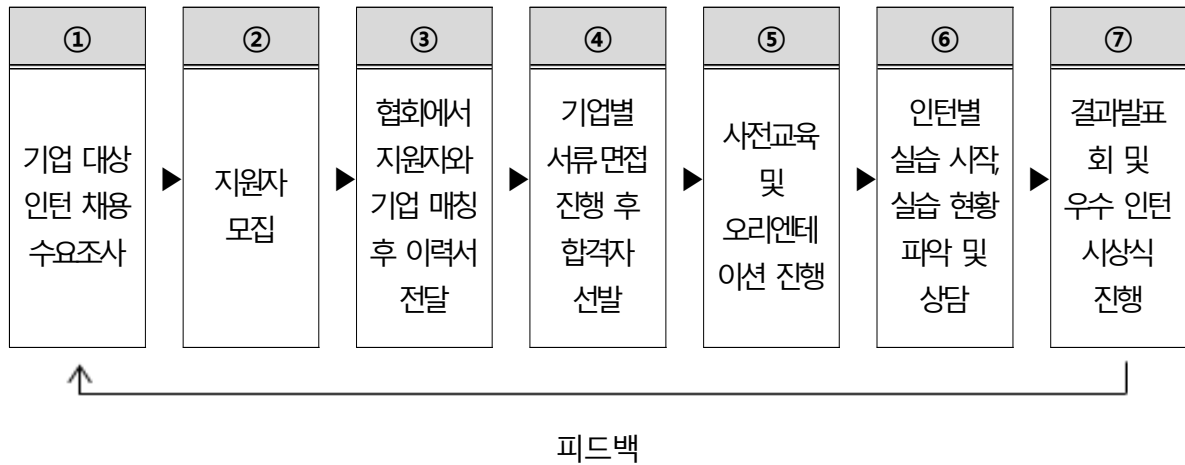 ①
기업 대상
인턴 채용
수요조사
▶
②
지원자
모집
▶
③
협회에서
지원자와
기업 매칭
후 이력서
전달
▶
④
기업별
서류·면접
진행 후
합격자
선발
▶
⑤
사전교육
및
오리엔테
이션 진행
▶
⑥
인턴별
실습 시작,
실습 현황
파악 및
상담
▶
⑦
결과발표
회 및
우수 인턴
시상식
진행
피드백